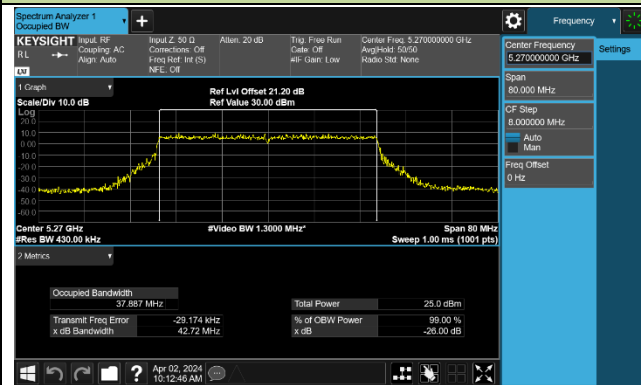 Spectrum Analyzer 1
Occupied BW
Frequency
KEYSIGHT
RL
LXI
Input: RF
Coupling: AC
Align: Auto
Input Z: 50 Ω
Corrections: Off
Freq Ref: Int (S)
NFE: Off
Atten: 20 dB
Trig: Free Run
Gate: Off
#IF Gain: Low
Center Freq: 5.270000000 GHz
Avg|Hold: 50/50
Radio Std: None
Center Frequency
5.270000000 GHz
Settings
Span
80.000 MHz
CF Step
8.000000 MHz
Auto
Man
Freq Offset
0 Hz
1 Graph
Scale/Div 10.0 dB
Ref Lvl Offset 21.20 dB
Ref Value 30.00 dBm
Log
20.0
10.0
0.00
-10.0
-20.0
-30.0
-40.0
-50.0
-60.0
Center 5.27 GHz
#Res BW 430.00 kHz
#Video BW 1.3000 MHz*
Span 80 MHz
Sweep 1.00 ms (1001 pts)
2 Metrics
Occupied Bandwidth
37.887 MHz
Total Power 25.0 dBm
Transmit Freq Error -29.174 kHz
% of OBW Power 99.00 %
x dB Bandwidth 42.72 MHz
x dB -26.00 dB
?
Apr 02, 2024
10:12:46 AM